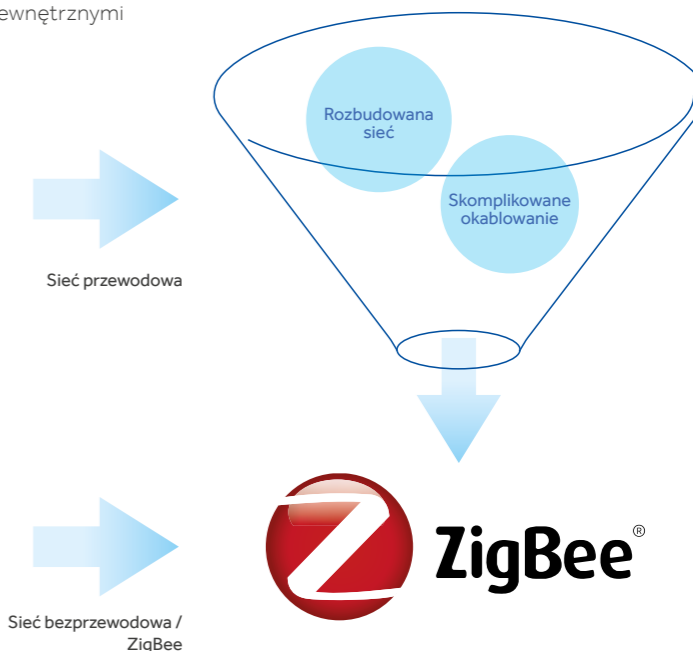 ewnętrznymi
Rozbudowana
sieć
Skomplikowane
okablowanie
Sieć przewodowa
ZigBee®
Sieć bezprzewodowa /
ZigBee